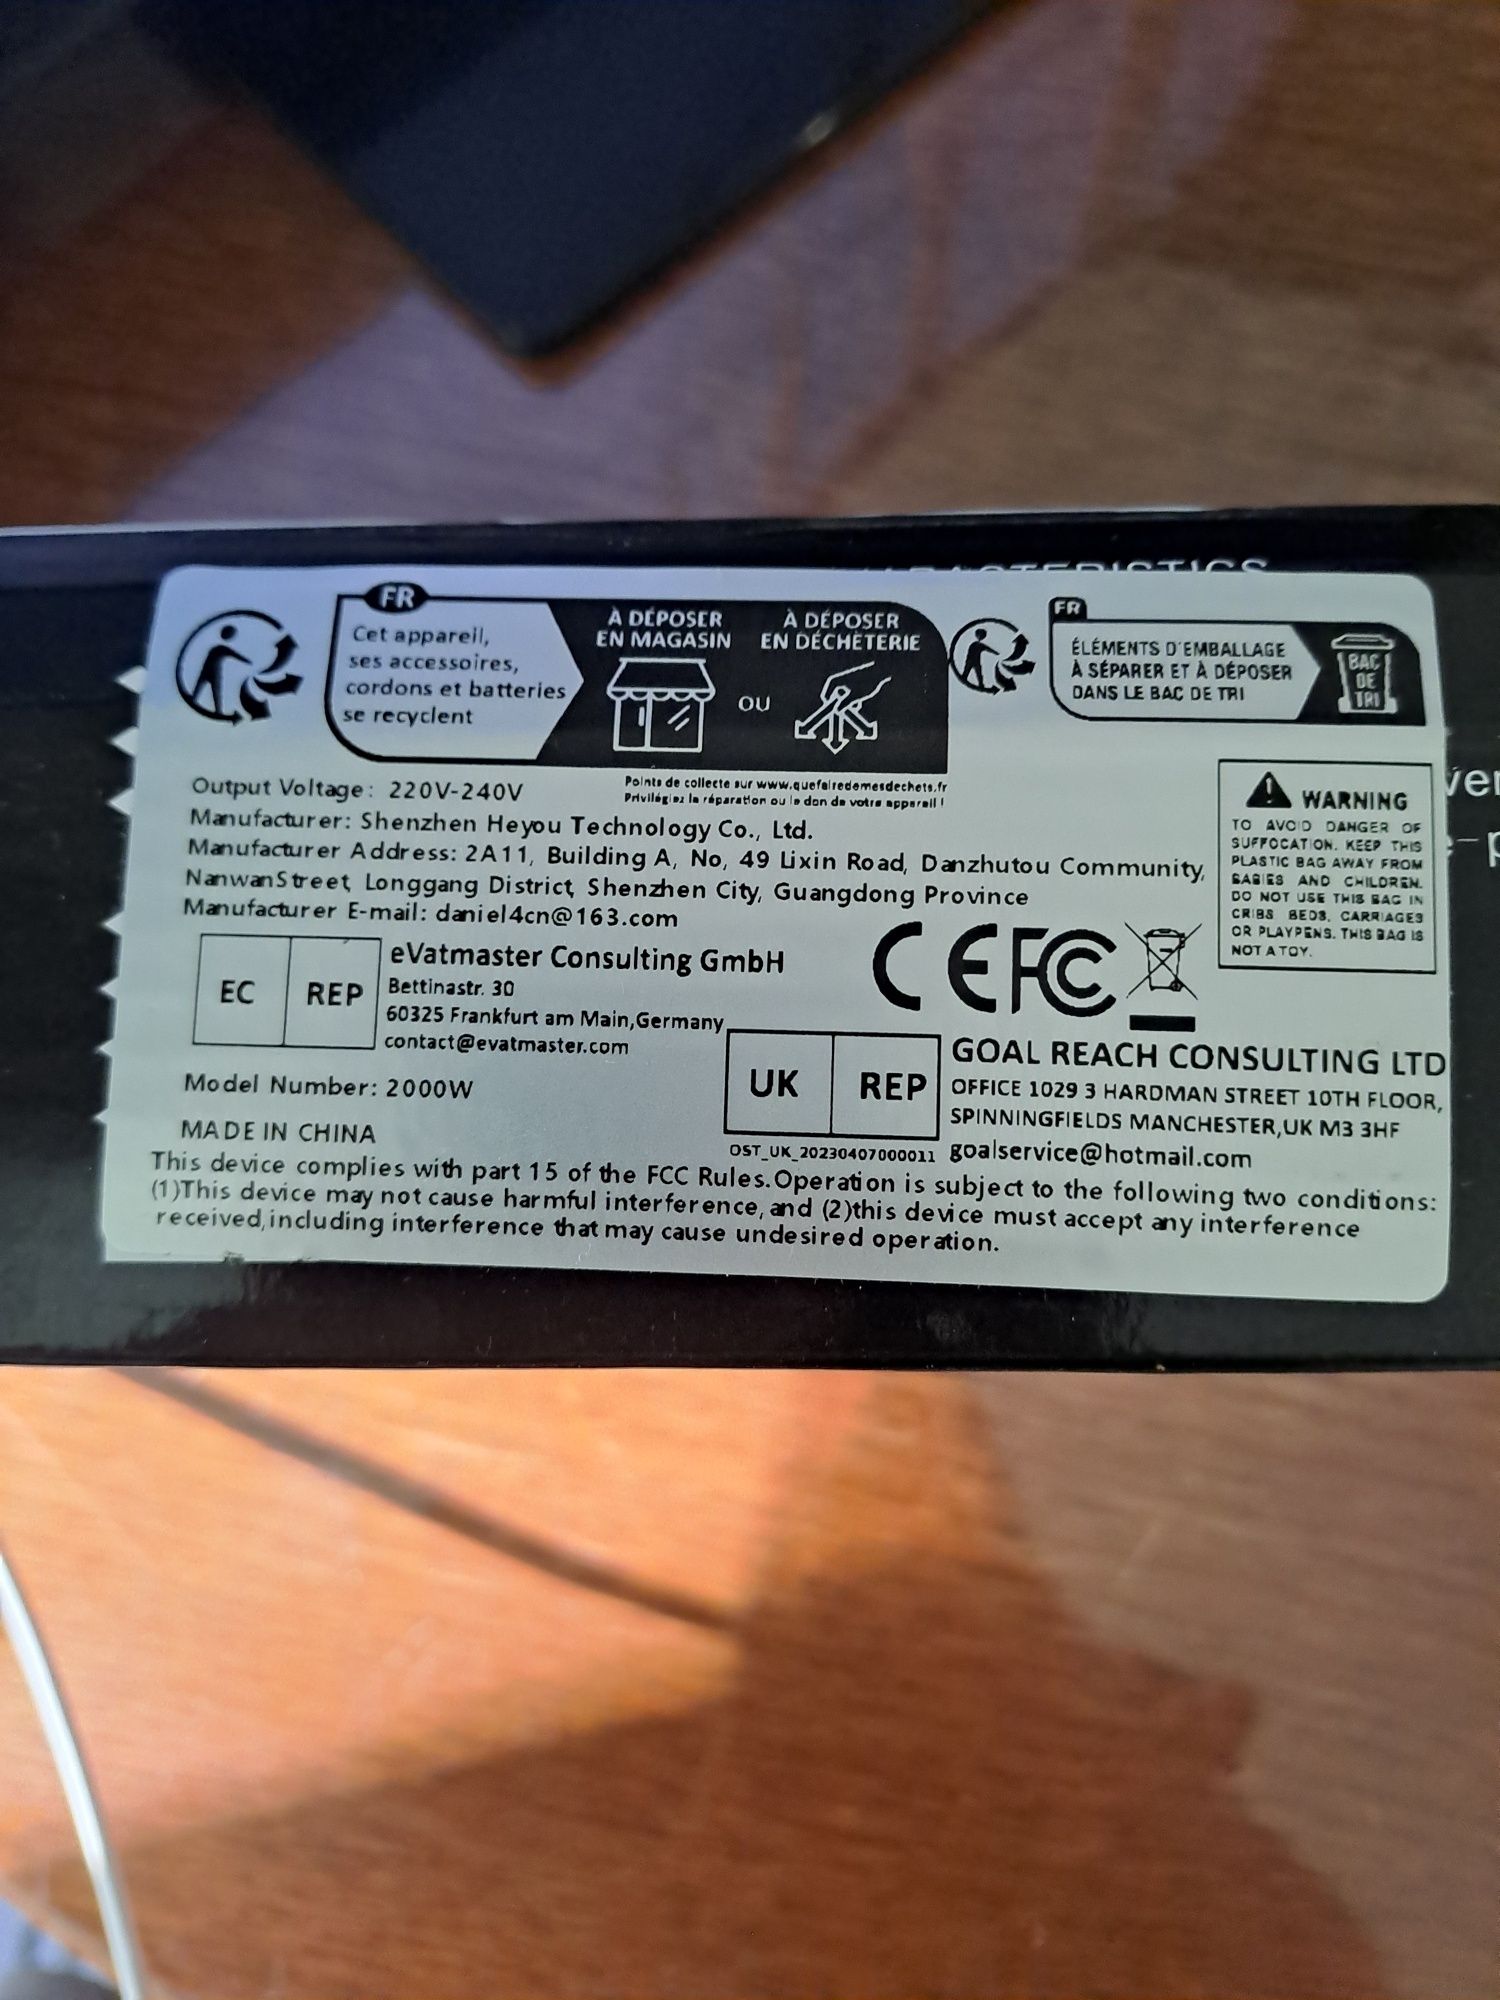 CHARACTERISTICS
FR
Cet appareil,
ses accessoires,
cordons et batteries
se recyclent
À DÉPOSER
EN MAGASIN
OU
À DÉPOSER
EN DÉCHÈTERIE
Points de collecte sur www.quefairedemesdechets.fr
Privilégiez la réparation ou le don de votre appareil !
FR
ÉLÉMENTS D'EMBALLAGE
À SÉPARER ET À DÉPOSER
DANS LE BAC DE TRI
BAC
DE
TRI
Output Voltage: 220V-240V
Manufacturer: Shenzhen Heyou Technology Co., Ltd.
Manufacturer Address: 2A11, Building A, No, 49 Lixin Road, Danzhutou Community,
NanwanStreet, Longgang District, Shenzhen City, Guangdong Province
Manufacturer E-mail: daniel4cn@163.com
WARNING
TO AVOID DANGER OF
SUFFOCATION. KEEP THIS
PLASTIC BAG AWAY FROM
BABIES AND CHILDREN.
DO NOT USE THIS BAG IN
CRIBS BEDS, CARRIAGES
OR PLAYPENS. THIS BAG IS
NOT A TOY.
EC REP
eVatmaster Consulting GmbH
Bettinastr. 30
60325 Frankfurt am Main,Germany
contact@evatmaster.com
CE FC
Model Number: 2000W
MADE IN CHINA
UK REP
OST_UK_20230407000011
GOAL REACH CONSULTING LTD
OFFICE 1029 3 HARDMAN STREET 10TH FLOOR,
SPINNINGFIELDS MANCHESTER,UK M3 3HF
goalservice@hotmail.com
This device complies with part 15 of the FCC Rules.Operation is subject to the following two conditions:
(1)This device may not cause harmful interference, and (2)this device must accept any interference
received,including interference that may cause undesired operation.